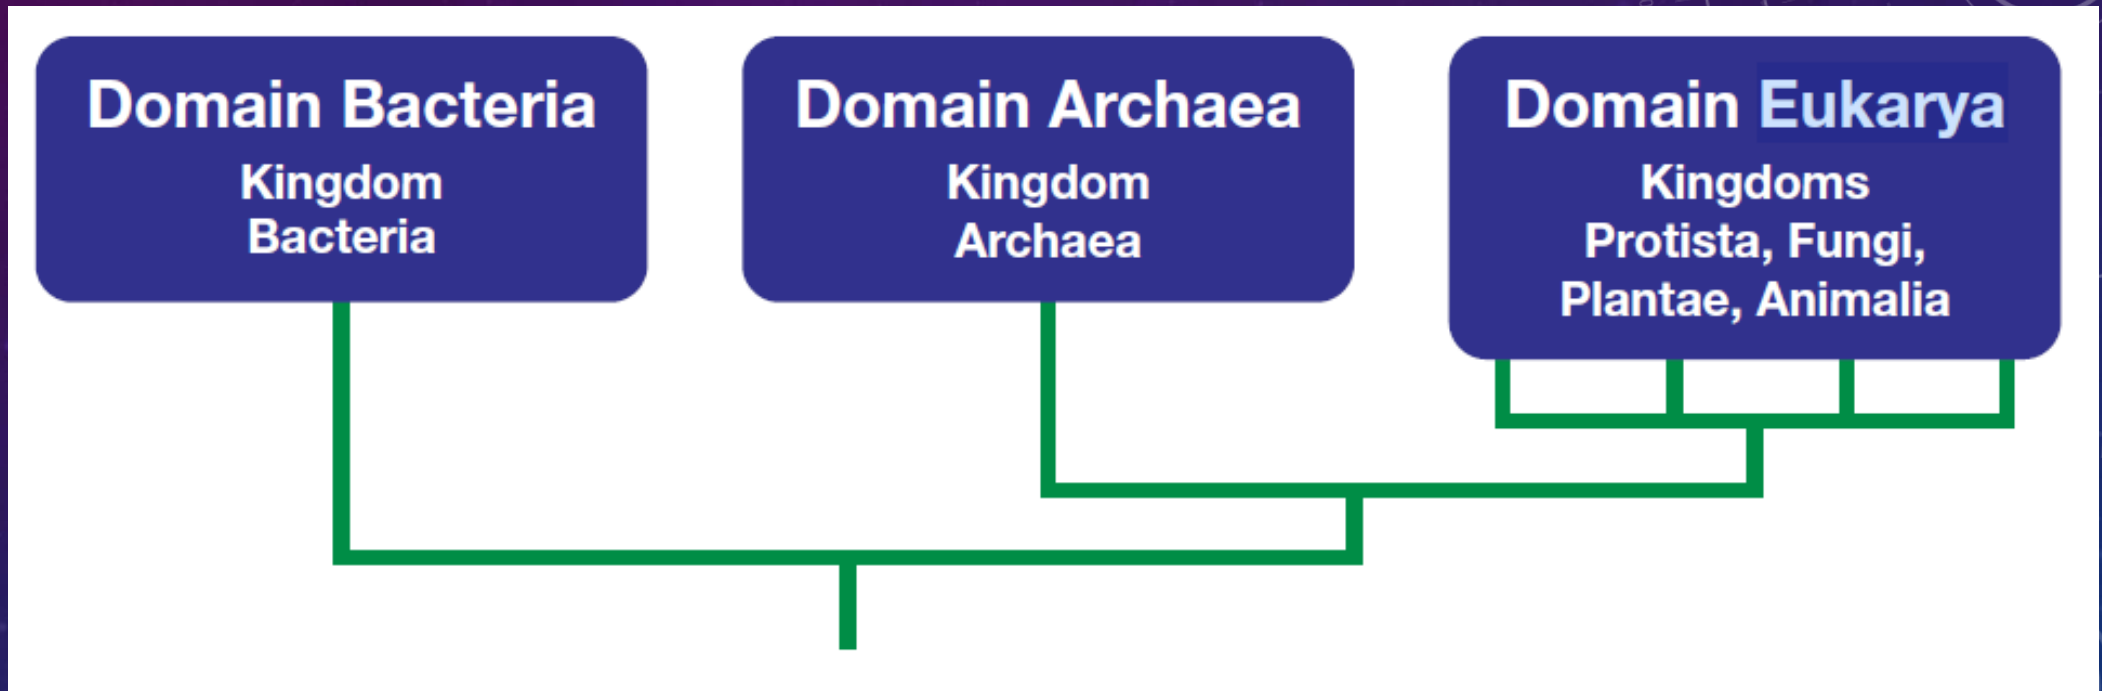 Domain Bacteria
Kingdom
Bacteria
Domain Archaea
Kingdom
Archaea
Domain Eukarya
Kingdoms
Protista, Fungi,
Plantae, Animalia